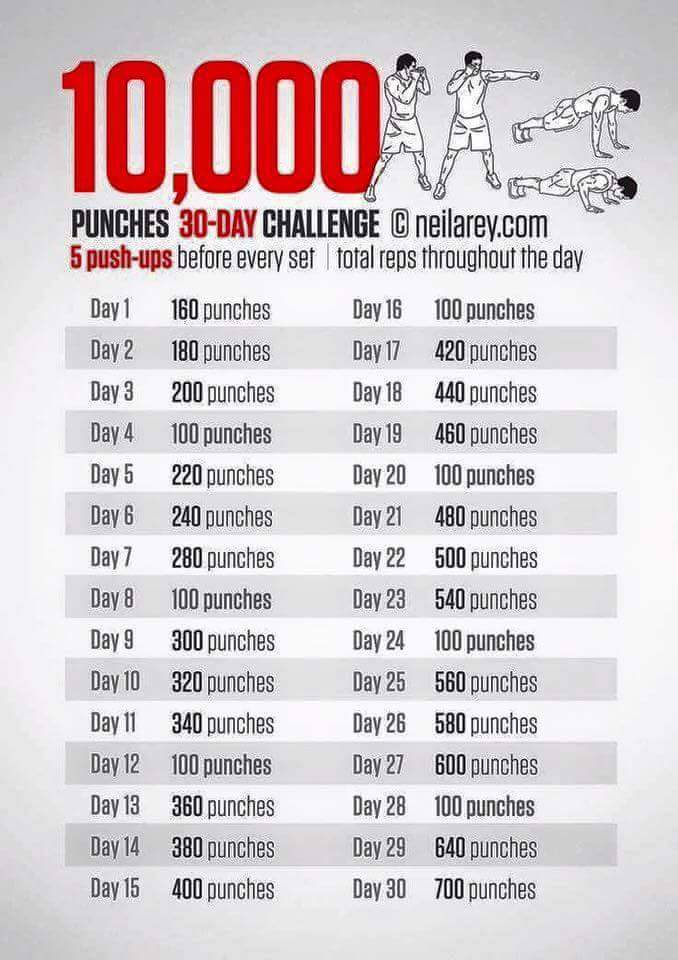 10,000
PUNCHES 30-DAY CHALLENGE © neilarey.com
5 push-ups before every set | total reps throughout the day
Day 1 160 punches Day 16 100 punches
Day 2 180 punches Day 17 420 punches
Day 3 200 punches Day 18 440 punches
Day 4 100 punches Day 19 460 punches
Day 5 220 punches Day 20 100 punches
Day 6 240 punches Day 21 480 punches
Day 7 280 punches Day 22 500 punches
Day 8 100 punches Day 23 540 punches
Day 9 300 punches Day 24 100 punches
Day 10 320 punches Day 25 560 punches
Day 11 340 punches Day 26 580 punches
Day 12 100 punches Day 27 600 punches
Day 13 360 punches Day 28 100 punches
Day 14 380 punches Day 29 640 punches
Day 15 400 punches Day 30 700 punches